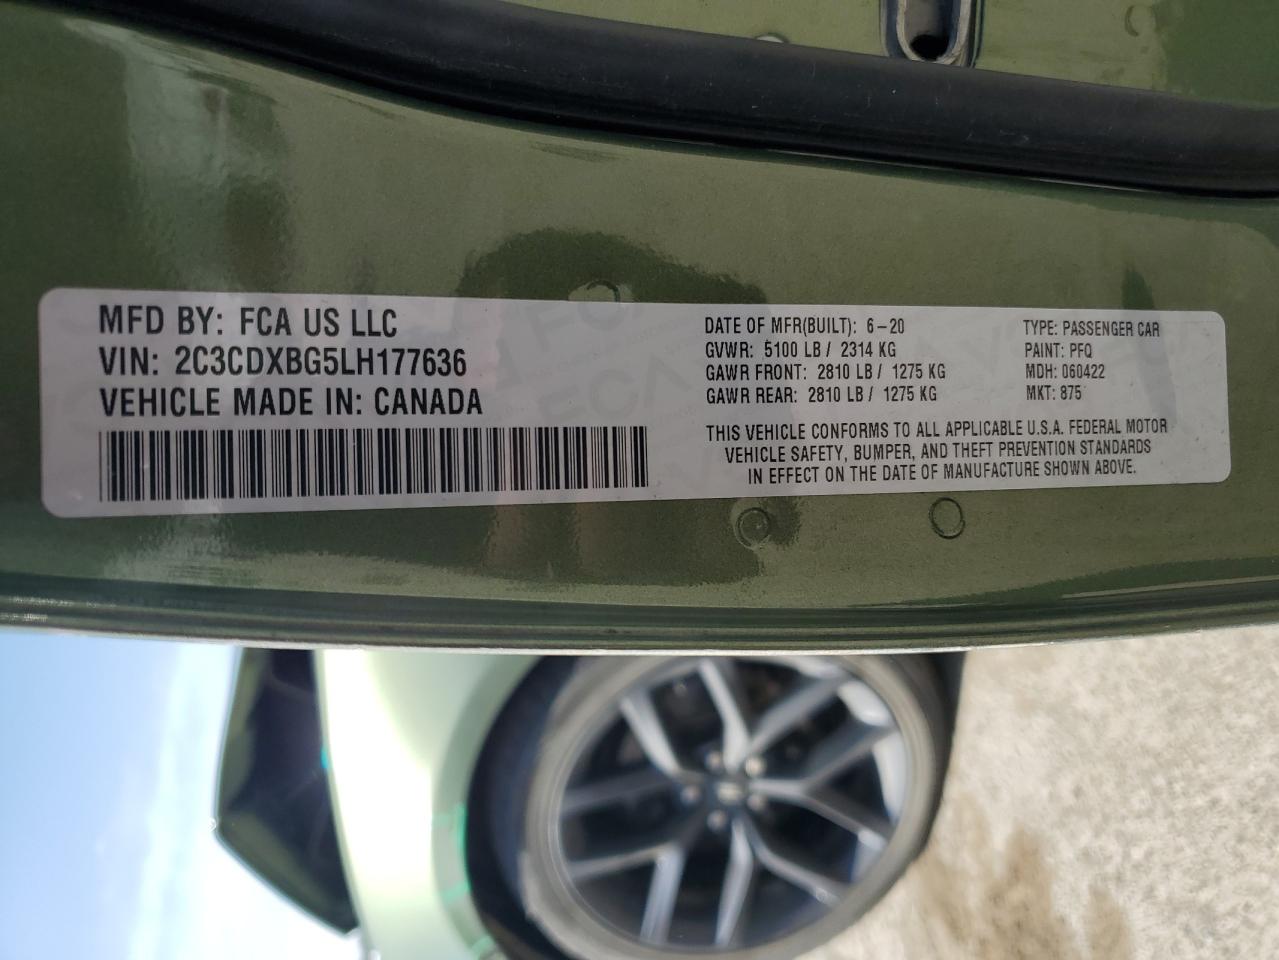 MFD BY: FCA US LLC
VIN: 2C3CDXBG5LH177636
VEHICLE MADE IN: CANADA
DATE OF MFR(BUILT): 6-20
GVWR: 5100 LB / 2314 KG
GAWR FRONT: 2810 LB / 1275 KG
GAWR REAR: 2810 LB / 1275 KG
TYPE: PASSENGER CAR
PAINT: PFQ
MDH: 060422
MKT: 875
THIS VEHICLE CONFORMS TO ALL APPLICABLE U.S.A. FEDERAL MOTOR
VEHICLE SAFETY, BUMPER, AND THEFT PREVENTION STANDARDS
IN EFFECT ON THE DATE OF MANUFACTURE SHOWN ABOVE.